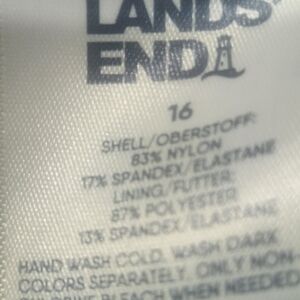 LANDS'
END
16
SHELL/OBERSTOFF:
83% NYLON
17% SPANDEX/ELASTANE
LINING/FUTTER:
87% POLYESTER
13% SPANDEX/ELASTANE
HAND WASH COLD. WASH DARK
COLORS SEPARATELY. ONLY NON-
BLEACH WHEN NEEDED